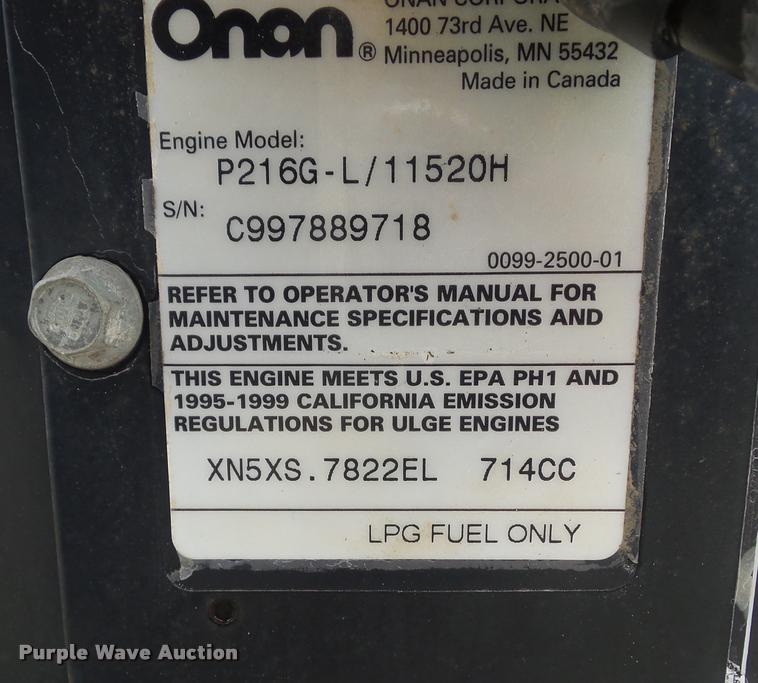 Onan®
1400 73rd Ave. NE
Minneapolis, MN 55432
Made in Canada
Engine Model:
P216G-L/11520H
S/N:
C997889718
0099-2500-01
REFER TO OPERATOR'S MANUAL FOR
MAINTENANCE SPECIFICATIONS AND
ADJUSTMENTS.
THIS ENGINE MEETS U.S. EPA PH1 AND
1995-1999 CALIFORNIA EMISSION
REGULATIONS FOR ULGE ENGINES
XN5XS.7822EL 714CC
LPG FUEL ONLY
Purple Wave Auction